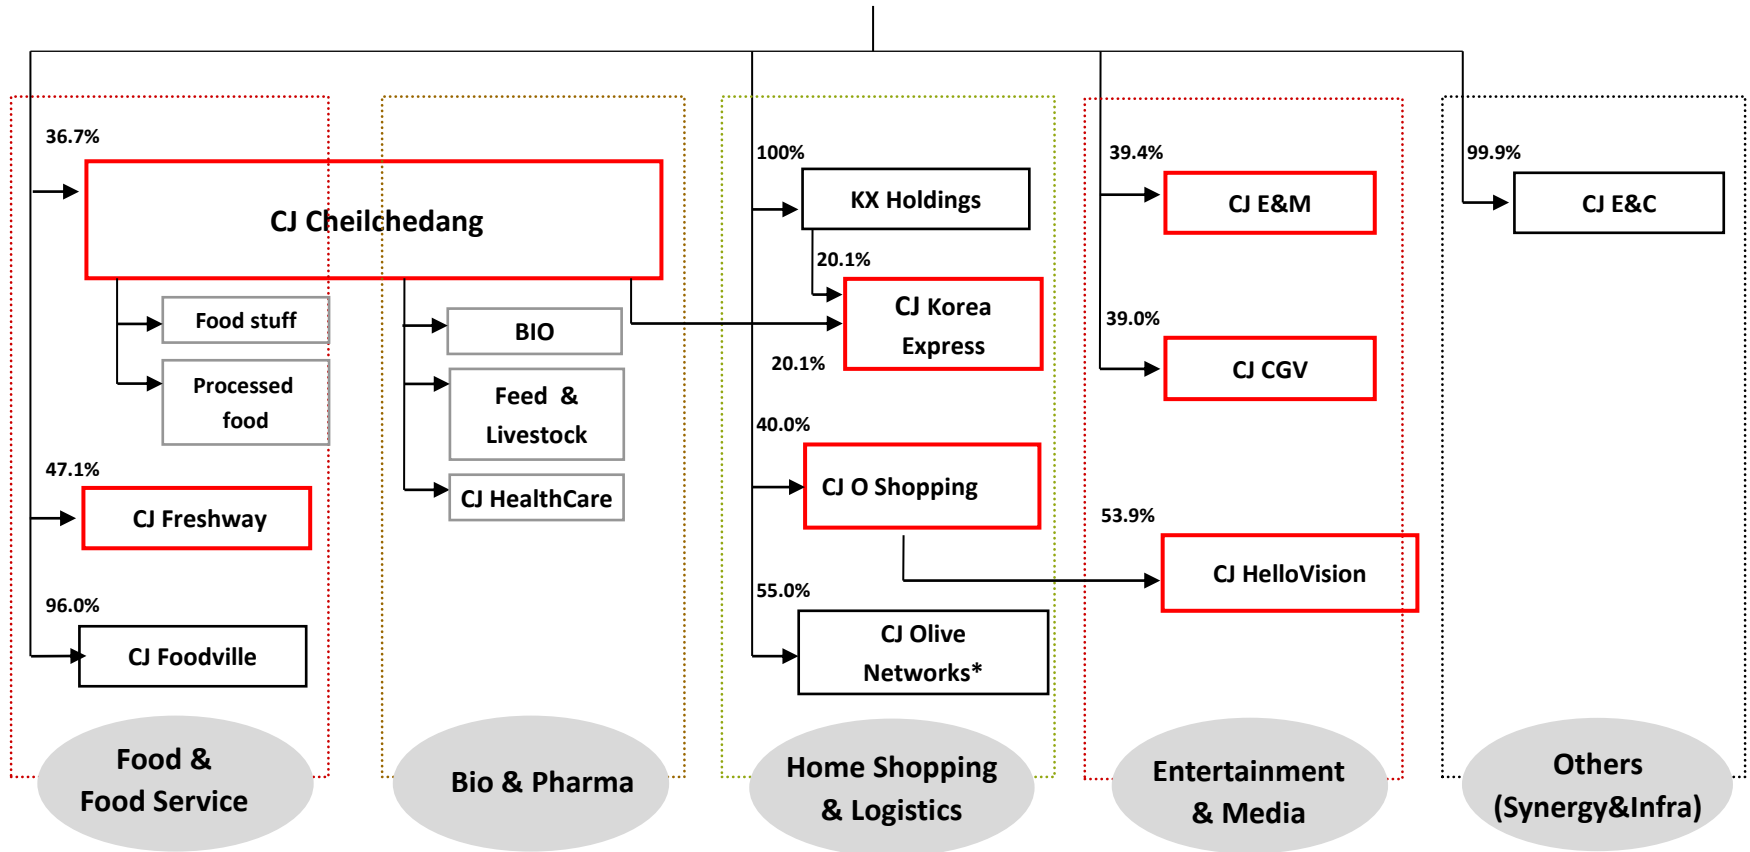 36.7%
CJ Cheilchedang
Food stuff
Processed
food
47.1%
CJ Freshway
96.0%
CJ Foodville
Food &
Food Service
BIO
Feed &
Livestock
CJ HealthCare
Bio & Pharma
100%
KX Holdings
20.1%
CJ Korea
Express
20.1%
40.0%
CJ O Shopping
55.0%
CJ Olive
Networks*
Home Shopping
& Logistics
39.4%
CJ E&M
39.0%
CJ CGV
53.9%
CJ HelloVision
Entertainment
& Media
99.9%
CJ E&C
Others
(Synergy&Infra)